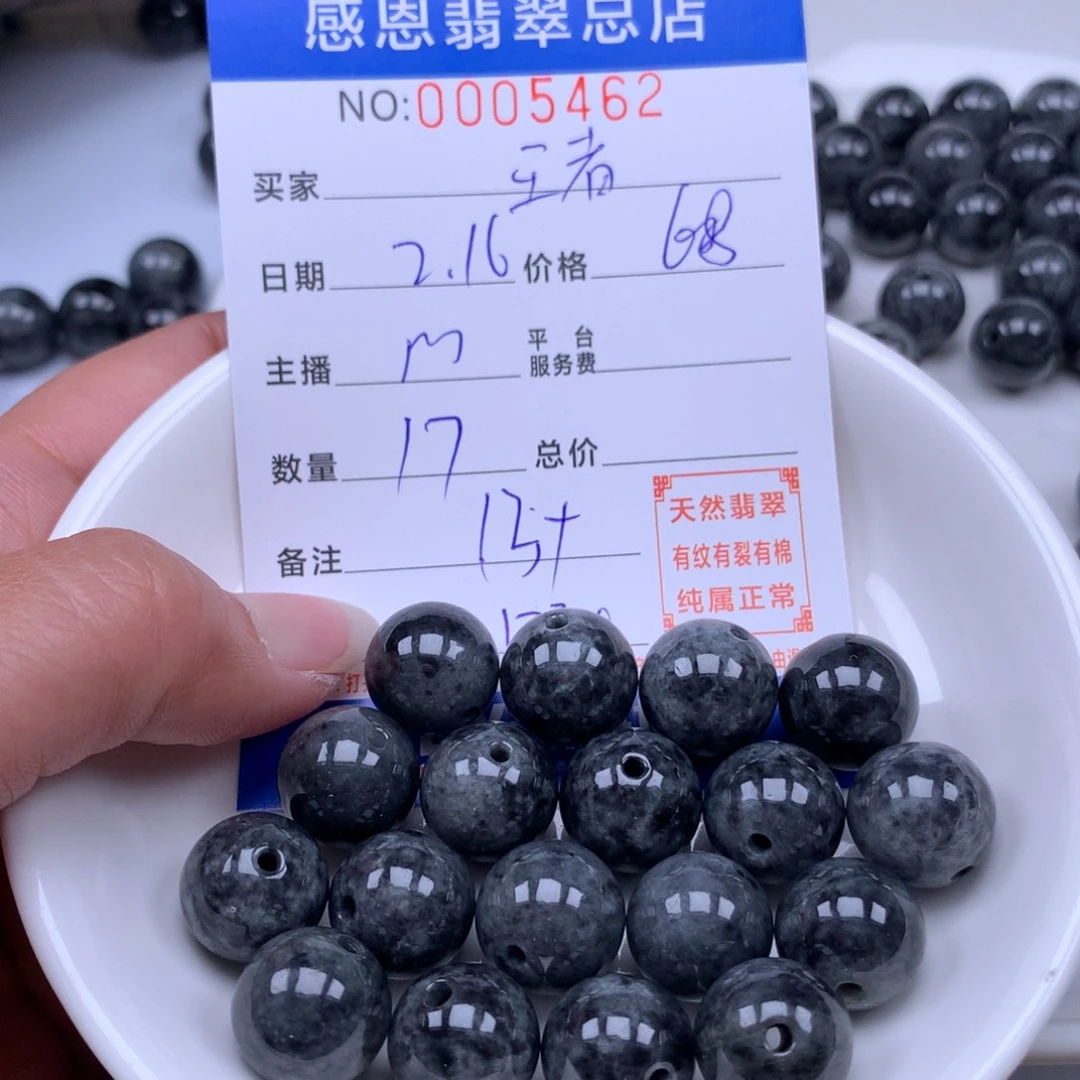 感恩翡翠总店
NO:0005462
买家 王者
日期 2.16 价格 68
主播 M 平台服务费
数量 17 总价
备注 13+
天然翡翠
有纹有裂有棉
纯属正常